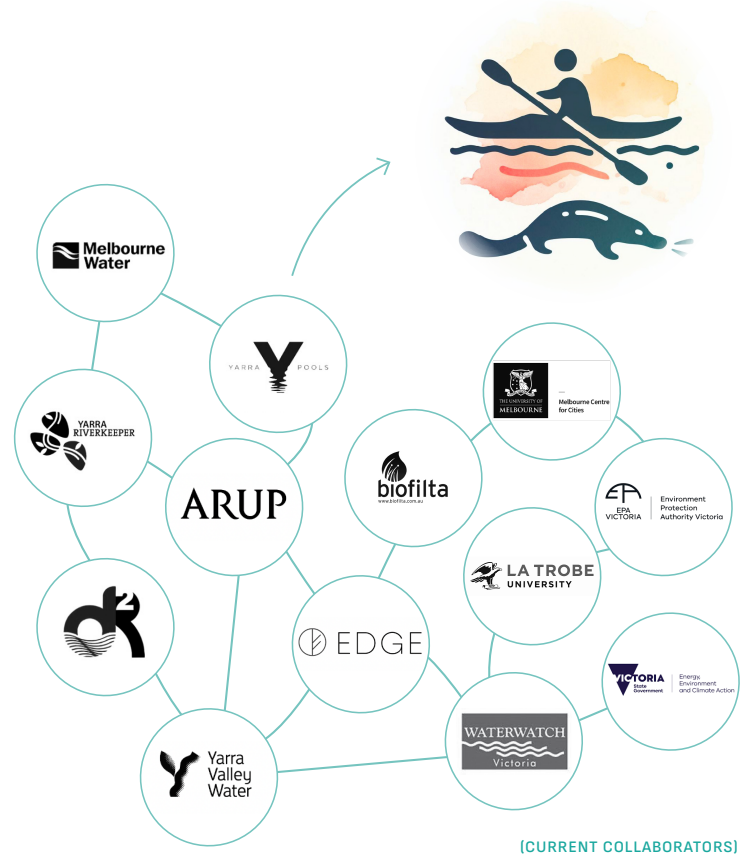 Melbourne
Water
YARRA POOLS
THE UNIVERSITY OF
MELBOURNE
Melbourne Centre
for Cities
YARRA
RIVERKEEPER
biofilta
www.biofilta.com.au
ARUP
EPA
VICTORIA
Environment
Protection
Authority Victoria
LA TROBE
UNIVERSITY
EDGE
VICTORIA
State
Government
Energy,
Environment
and Climate Action
WATERWATCH
Victoria
Yarra
Valley
Water
(CURRENT COLLABORATORS)